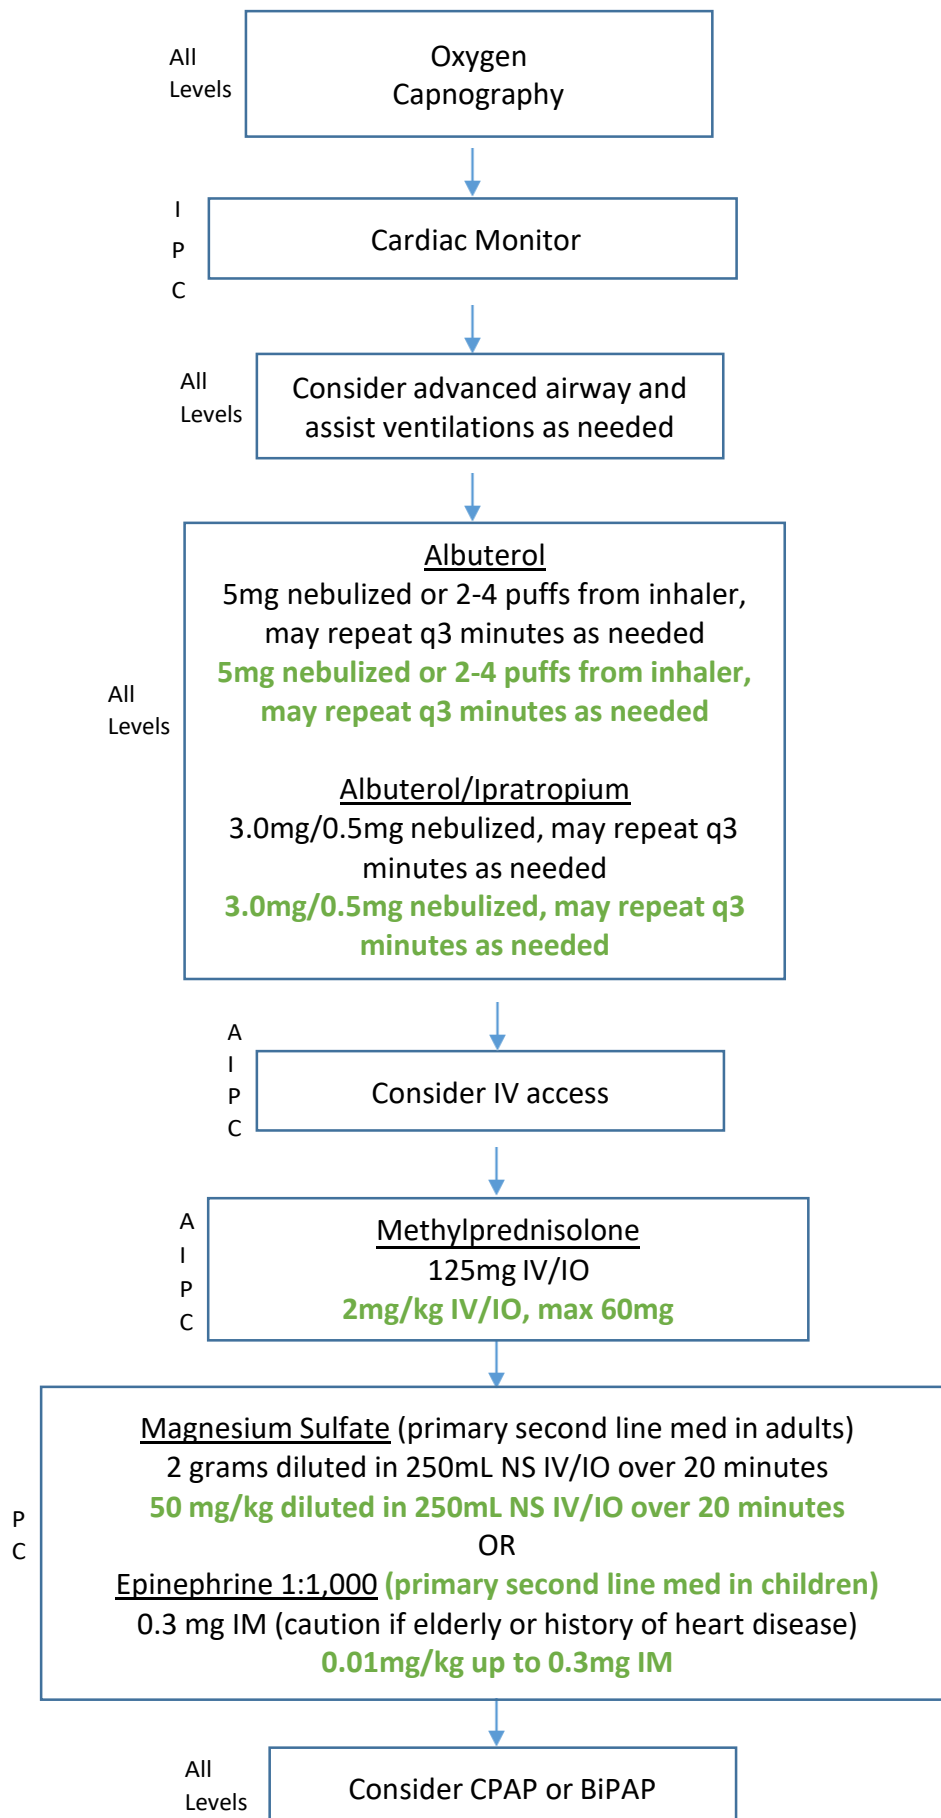 All
Levels
Oxygen
Capnography
I
P
C
Cardiac Monitor
All
Levels
Consider advanced airway and
assist ventilations as needed
All
Levels
Albuterol
5mg nebulized or 2-4 puffs from inhaler,
may repeat q3 minutes as needed
5mg nebulized or 2-4 puffs from inhaler,
may repeat q3 minutes as needed
Albuterol/Ipratropium
3.0mg/0.5mg nebulized, may repeat q3
minutes as needed
3.0mg/0.5mg nebulized, may repeat q3
minutes as needed
A
I
P
C
Consider IV access
A
I
P
C
Methylprednisolone
125mg IV/IO
2mg/kg IV/IO, max 60mg
P
C
Magnesium Sulfate (primary second line med in adults)
2 grams diluted in 250mL NS IV/IO over 20 minutes
50 mg/kg diluted in 250mL NS IV/IO over 20 minutes
OR
Epinephrine 1:1,000 (primary second line med in children)
0.3 mg IM (caution if elderly or history of heart disease)
0.01mg/kg up to 0.3mg IM
All
Levels
Consider CPAP or BiPAP